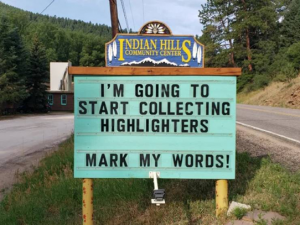 INDIAN HILLS
COMMUNITY CENTER
I'M GOING TO
START COLLECTING
HIGHLIGHTERS
MARK MY WORDS!